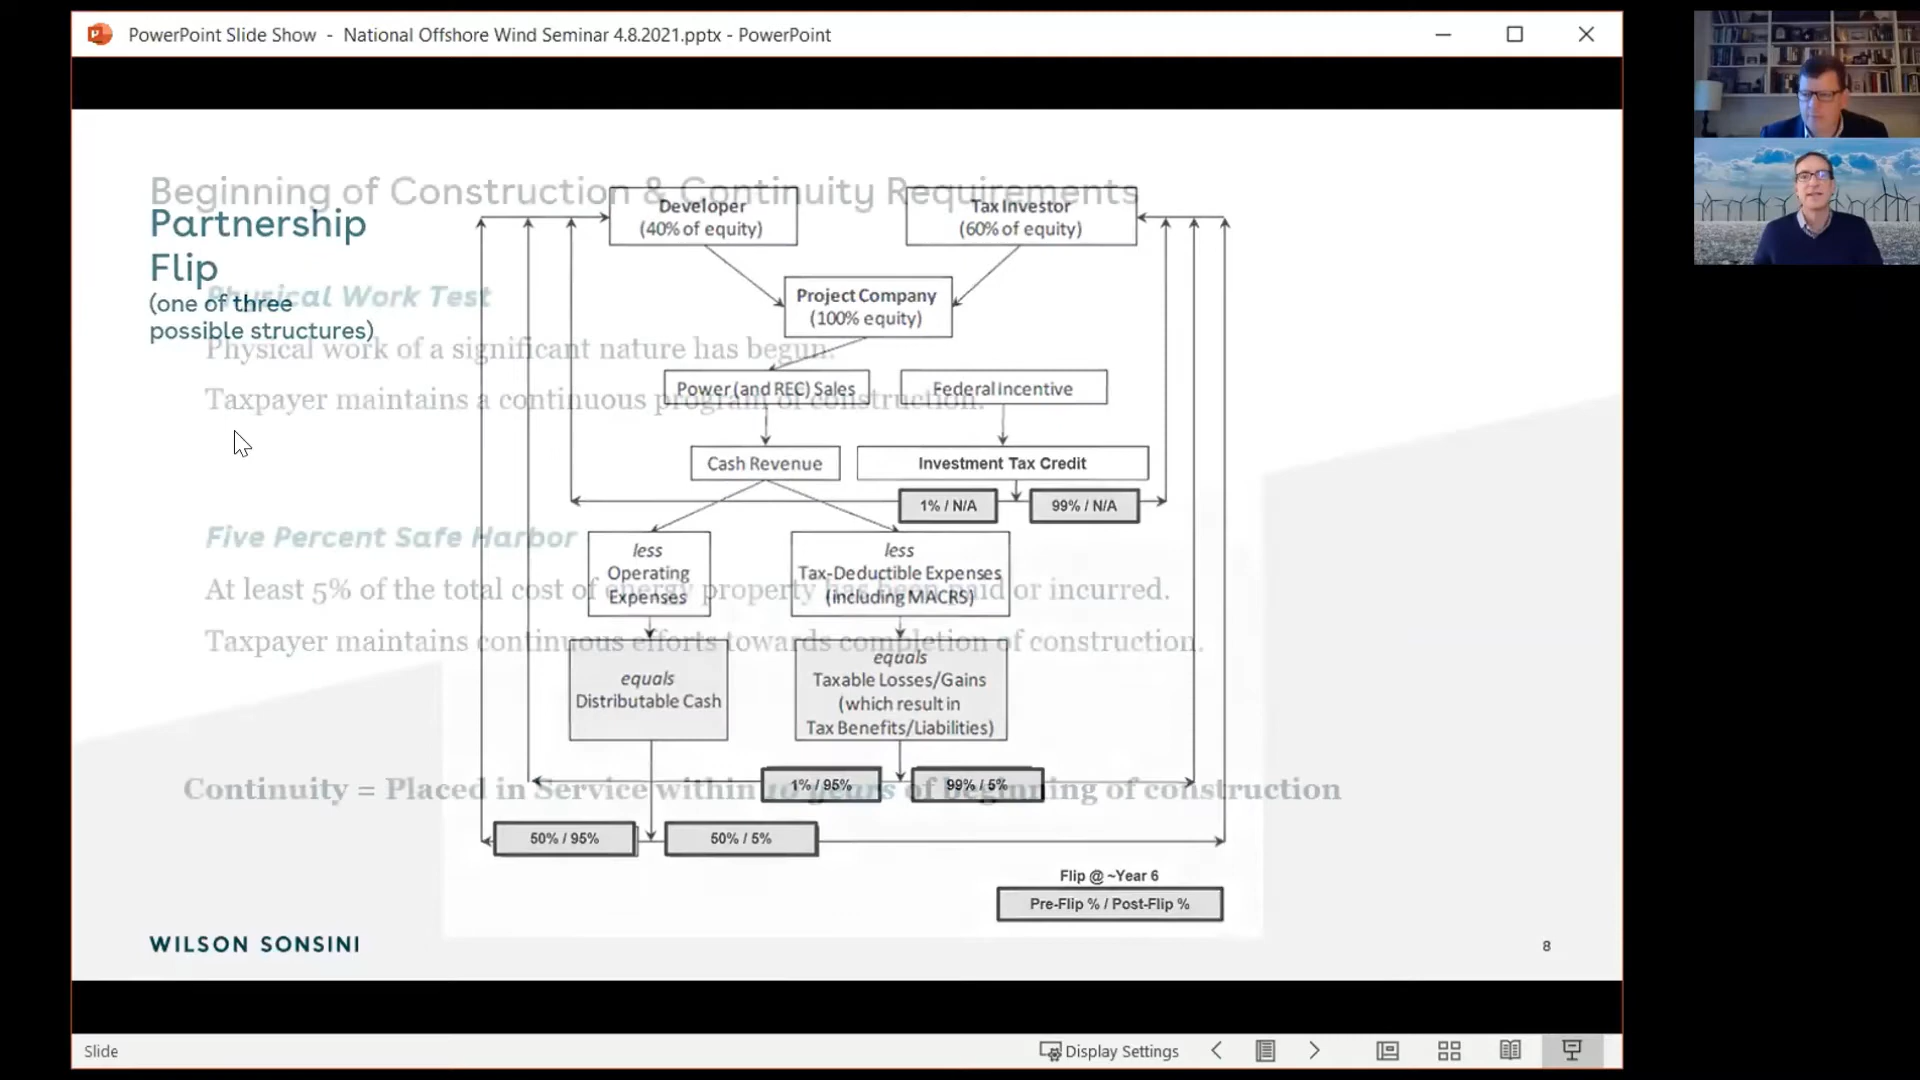 PowerPoint Slide Show - National Offshore Wind Seminar 4.8.2021.pptx - PowerPoint
Beginning of Construction & Continuity Requirements
Partnership
Flip
(one of three
possible structures)
Physical Work Test
Physical work of a significant nature has begun.
Taxpayer maintains a continuous program of construction.
Five Percent Safe Harbor
At least 5% of the total cost of energy property has been paid or incurred.
Taxpayer maintains continuous efforts towards completion of construction.
Continuity = Placed in Service within 10 years of beginning of construction
Developer
(40% of equity)
Tax Investor
(60% of equity)
Project Company
(100% equity)
Power (and REC) Sales
Federal Incentive
Cash Revenue
Investment Tax Credit
1% / N/A
99% / N/A
less
Operating
Expenses
less
Tax-Deductible Expenses
(including MACRS)
equals
Distributable Cash
equals
Taxable Losses/Gains
(which result in
Tax Benefits/Liabilities)
1% / 95%
99% / 5%
50% / 95%
50% / 5%
Flip @ ~Year 6
Pre-Flip % / Post-Flip %
WILSON SONSINI
8
Slide
Display Settings